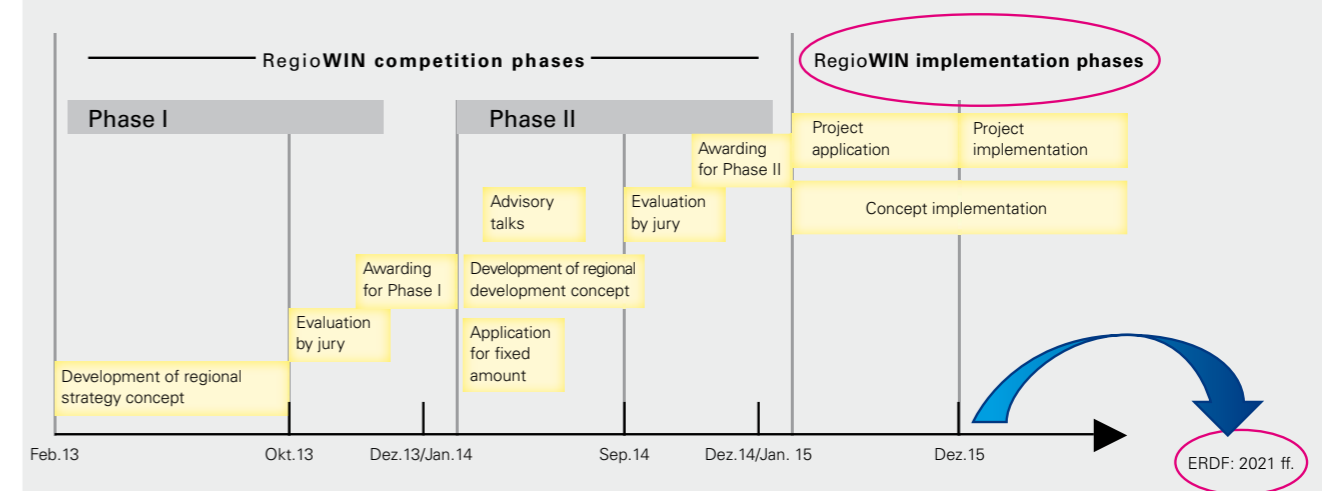 RegioWIN competition phases
RegioWIN implementation phases
Phase I
Phase II
Project
application
Project
implementation
Awarding
for Phase II
Advisory
talks
Evaluation
by jury
Concept implementation
Awarding
for Phase I
Development of regional
development concept
Evaluation
by jury
Application
for fixed
amount
Development of regional
strategy concept
Feb.13
Okt.13
Dez.13/Jan.14
Sep.14
Dez.14/Jan. 15
Dez.15
ERDF: 2021 ff.